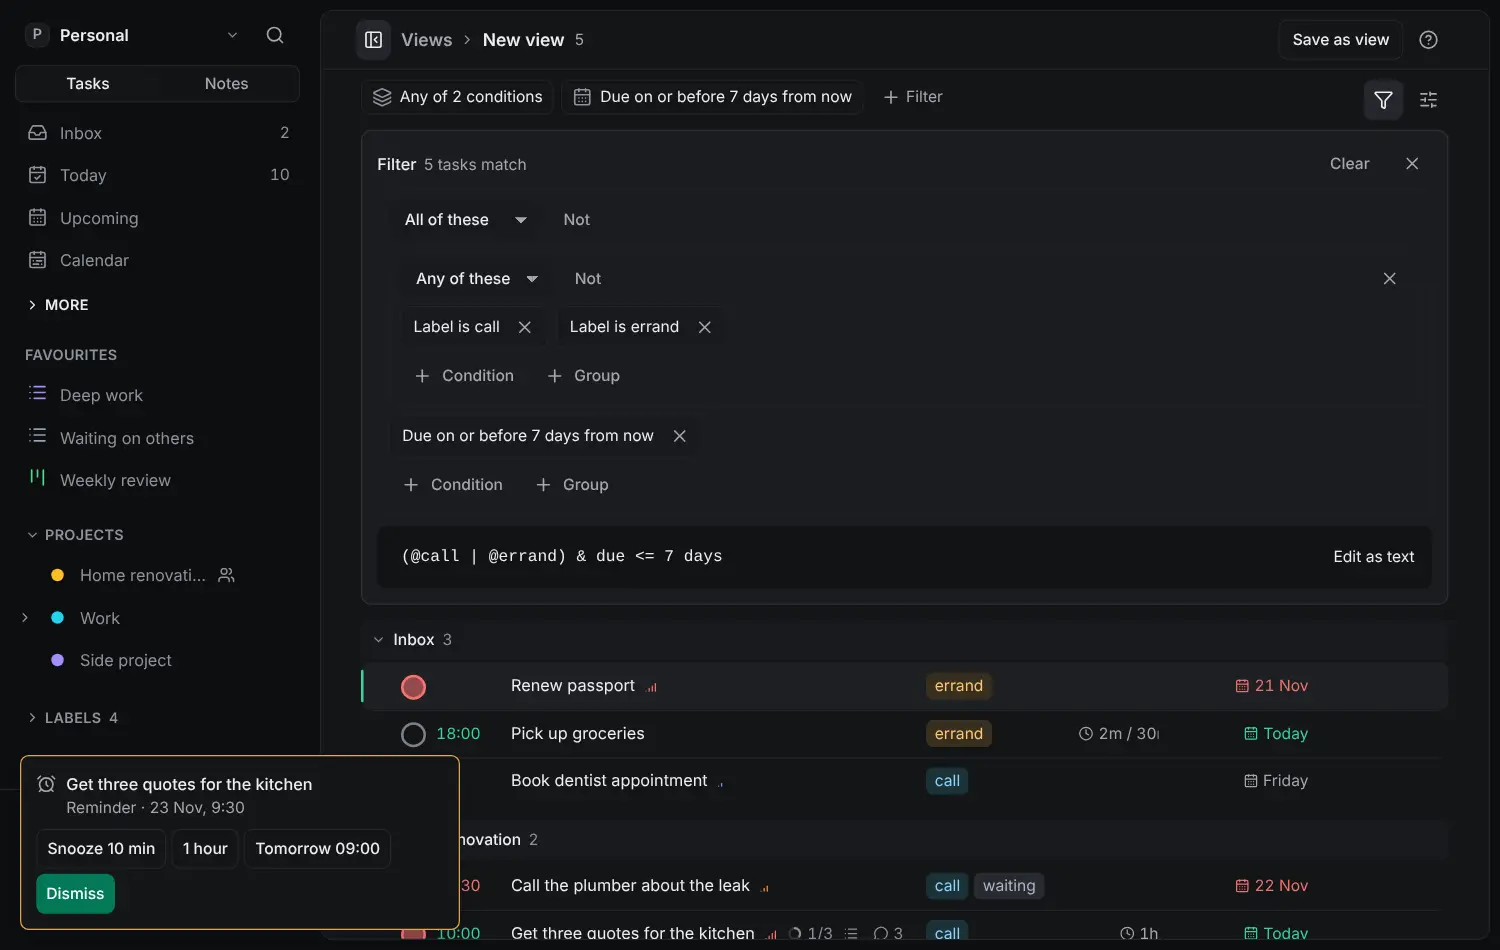 P Personal
Tasks Notes
Inbox 2
Today 10
Upcoming
Calendar
MORE
FAVOURITES
Deep work
Waiting on others
Weekly review
PROJECTS
Home renovati...
Work
Side project
LABELS 4
Get three quotes for the kitchen
Reminder · 23 Nov, 9:30
Snooze 10 min 1 hour Tomorrow 09:00
Dismiss
Views > New view 5
Save as view
Any of 2 conditions Due on or before 7 days from now + Filter
Filter 5 tasks match
Clear
All of these Not
Any of these Not
Label is call Label is errand
+ Condition + Group
Due on or before 7 days from now
+ Condition + Group
(@call | @errand) & due <= 7 days
Edit as text
Inbox 3
Renew passport errand 21 Nov
18:00 Pick up groceries errand 2m / 30 Today
Book dentist appointment call Friday
novation 2
30 Call the plumber about the leak call waiting 22 Nov
10:00 Get three quotes for the kitchen 1/3 3 call 1h Today